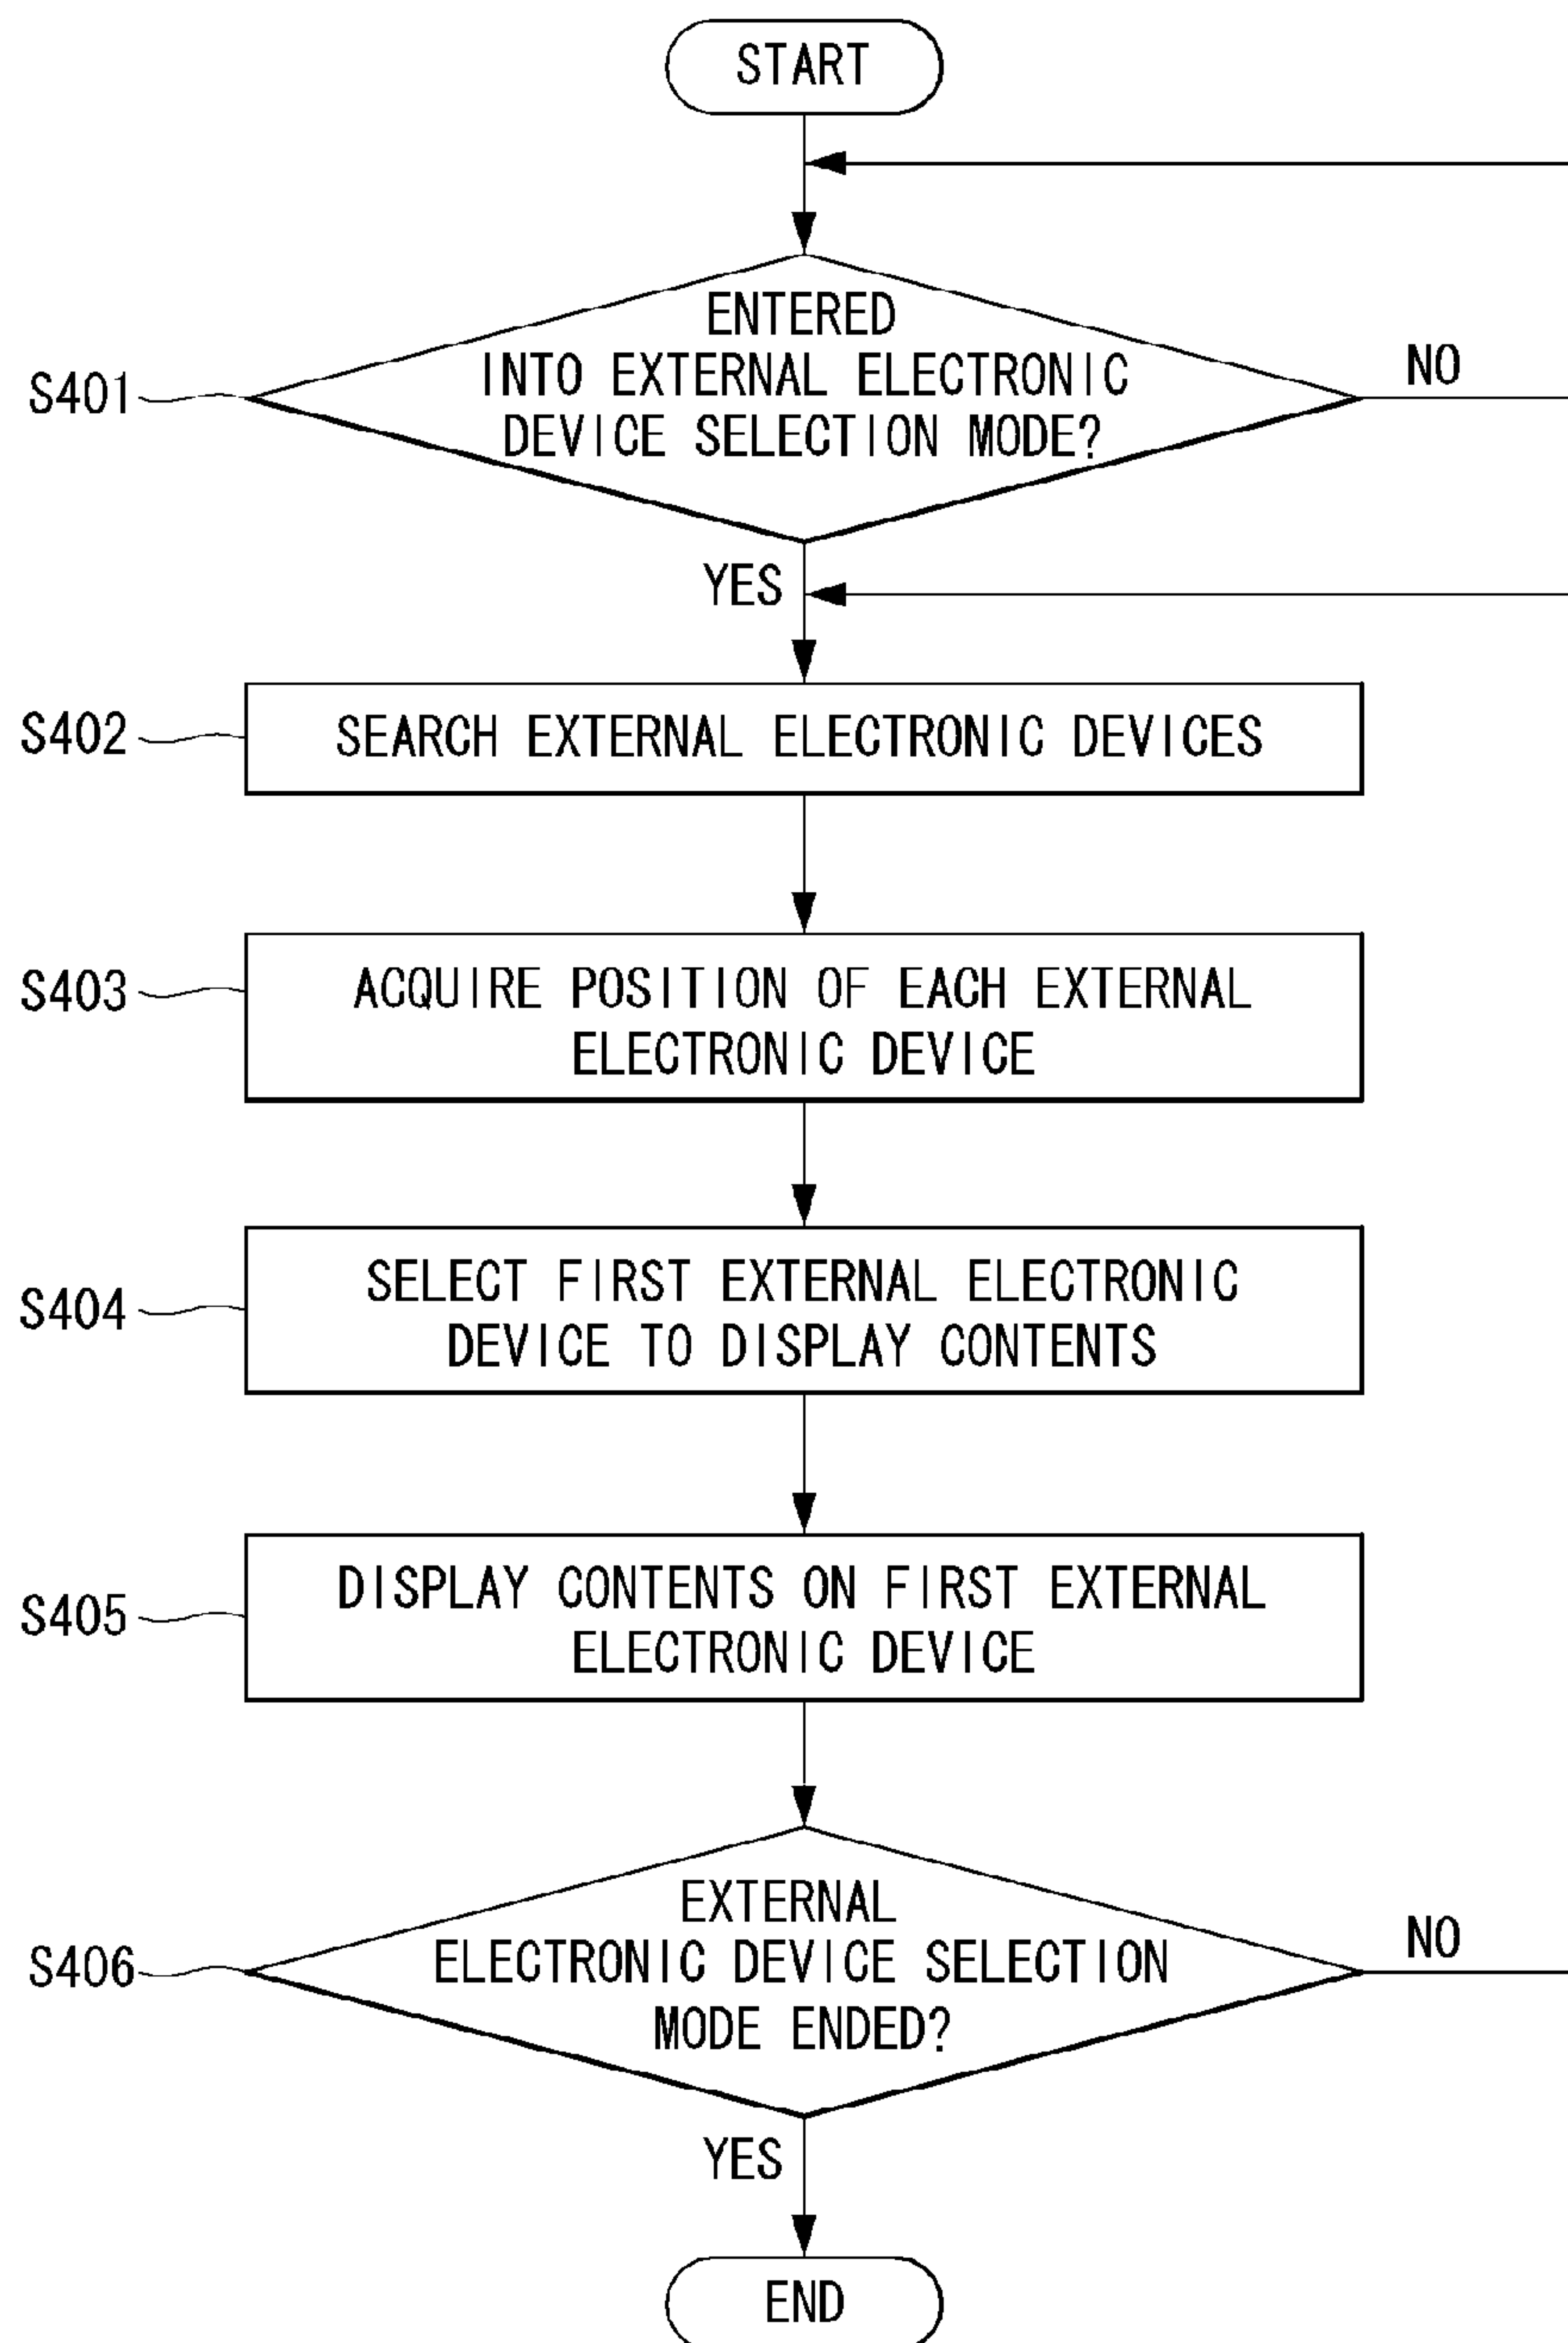 START
ENTERED
INTO EXTERNAL ELECTRONIC
DEVICE SELECTION MODE?
S401
NO
YES
S402
SEARCH EXTERNAL ELECTRONIC DEVICES
S403
ACQUIRE POSITION OF EACH EXTERNAL
ELECTRONIC DEVICE
S404
SELECT FIRST EXTERNAL ELECTRONIC
DEVICE TO DISPLAY CONTENTS
S405
DISPLAY CONTENTS ON FIRST EXTERNAL
ELECTRONIC DEVICE
S406
EXTERNAL
ELECTRONIC DEVICE SELECTION
MODE ENDED?
NO
YES
END